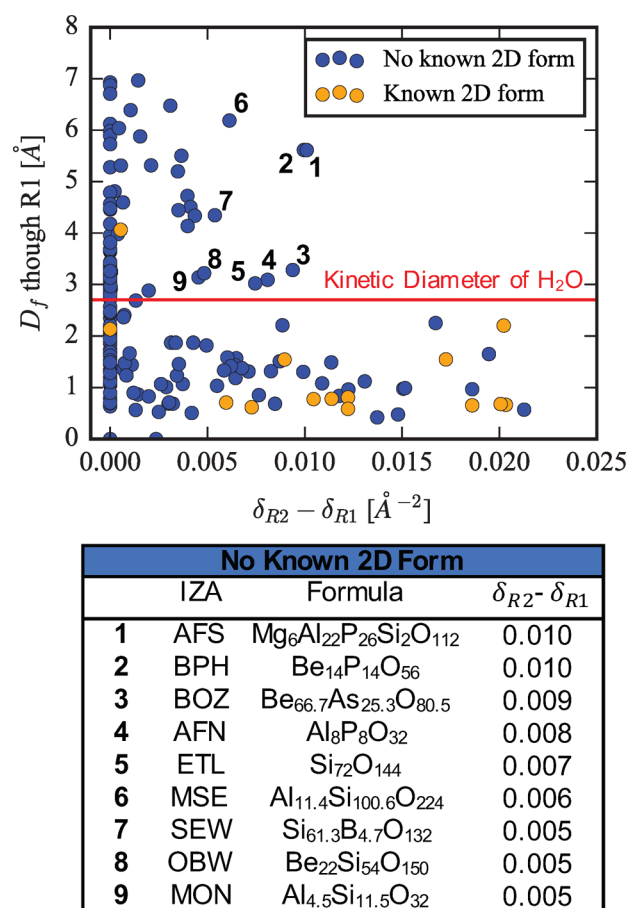 8
7
6
5
4
3
2
1
0
D_f though R1 [Å]
No known 2D form
Known 2D form
6
2 1
7
9 8 5 4 3
Kinetic Diameter of H₂O
0.000 0.005 0.010 0.015 0.020 0.025
δ_R2 − δ_R1 [Å⁻²]
No Known 2D Form
IZA Formula δ_R2- δ_R1
1 AFS Mg₆Al₂₂P₂₆Si₂O₁₁₂ 0.010
2 BPH Be₁₄P₁₄O₅₆ 0.010
3 BOZ Be₆₆.₇As₂₅.₃O₈₀.₅ 0.009
4 AFN Al₈P₈O₃₂ 0.008
5 ETL Si₇₂O₁₄₄ 0.007
6 MSE Al₁₁.₄Si₁₀₀.₆O₂₂₄ 0.006
7 SEW Si₆₁.₃B₄.₇O₁₃₂ 0.005
8 OBW Be₂₂Si₅₄O₁₅₀ 0.005
9 MON Al₄.₅Si₁₁.₅O₃₂ 0.005